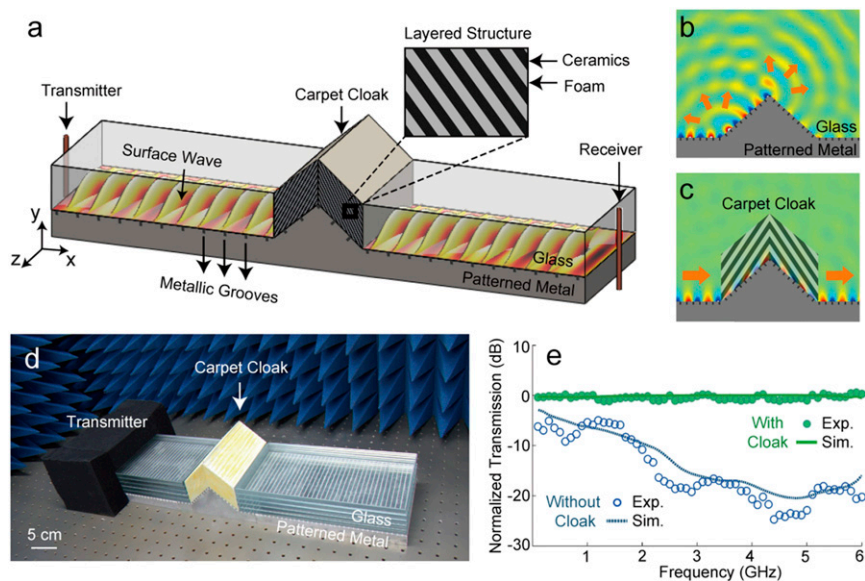 a
Layered Structure
Ceramics
Foam
Transmitter
Carpet Cloak
Surface Wave
Receiver
y
z
x
Metallic Grooves
Glass
Patterned Metal
b
Glass
Patterned Metal
c
Carpet Cloak
d
Carpet Cloak
Transmitter
Glass
Patterned Metal
5 cm
e
Normalized Transmission (dB)
10
0
-10
-20
-30
With Cloak
Exp.
Sim.
Without Cloak
Exp.
Sim.
1
2
3
4
5
6
Frequency (GHz)